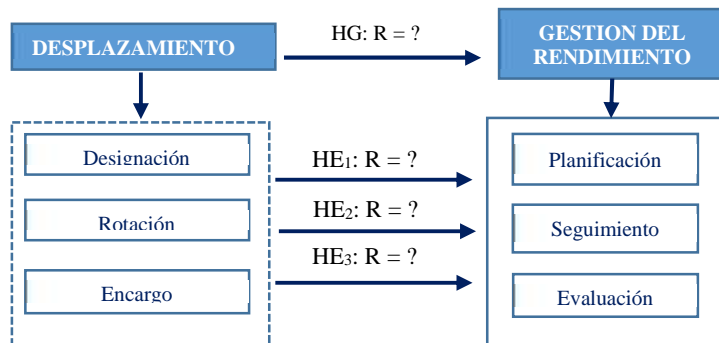 DESPLAZAMIENTO
HG: R = ?
GESTION DEL
RENDIMIENTO
Designación
HE₁: R = ?
Planificación
Rotación
HE₂: R = ?
Seguimiento
HE₃: R = ?
Encargo
Evaluación